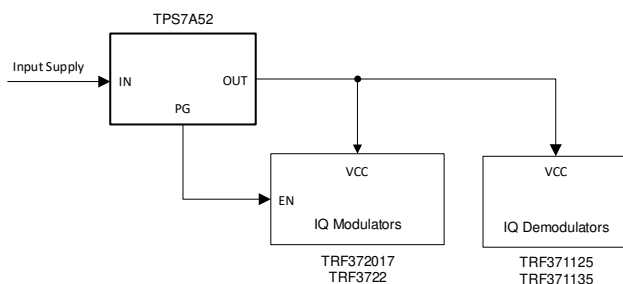 TPS7A52
Input Supply
IN
OUT
PG
VCC
EN
IQ Modulators
TRF372017
TRF3722
VCC
IQ Demodulators
TRF371125
TRF371135